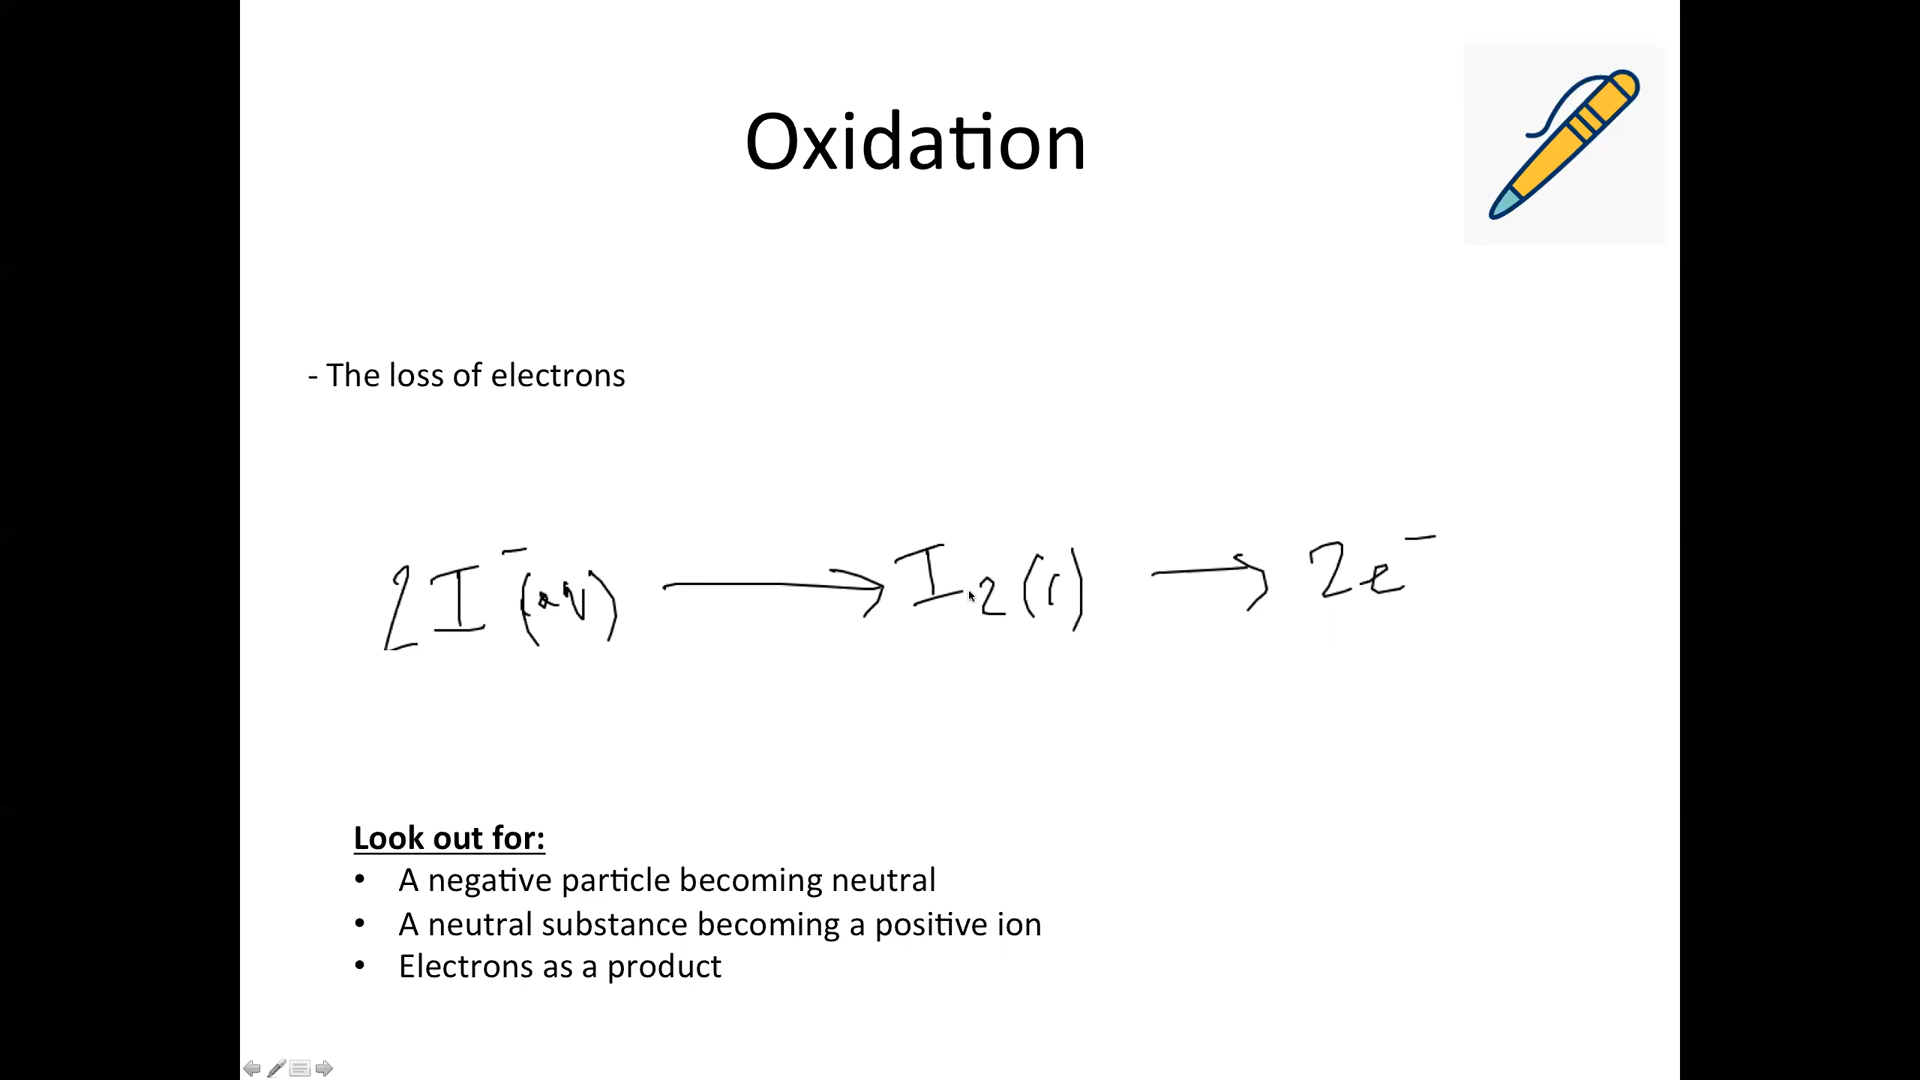 Oxidation
- The loss of electrons
2I⁻(aq) → I₂(l) → 2e⁻
Look out for:
• A negative particle becoming neutral
• A neutral substance becoming a positive ion
• Electrons as a product